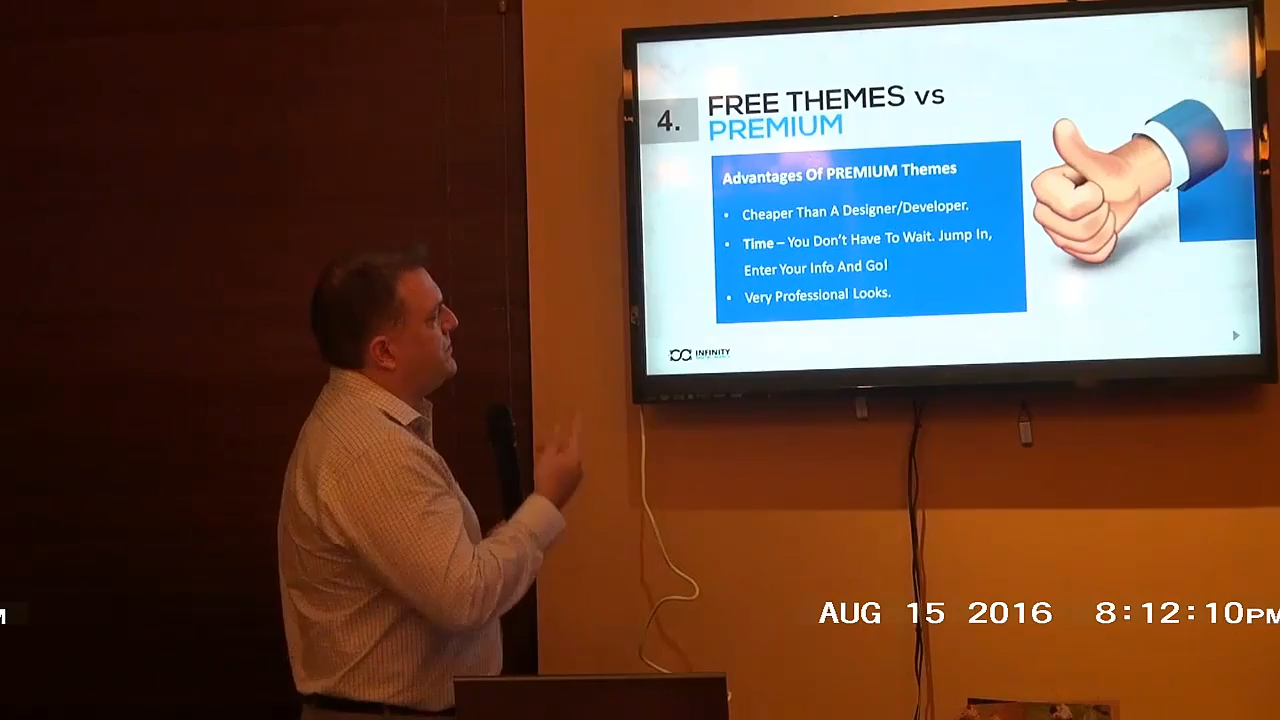 4.
FREE THEMES vs
PREMIUM
Advantages Of PREMIUM Themes
• Cheaper Than A Designer/Developer.
• Time – You Don't Have To Wait. Jump In,
Enter Your Info And Go!
• Very Professional Looks.
INFINITY
AUG 15 2016 8:12:10PM
M